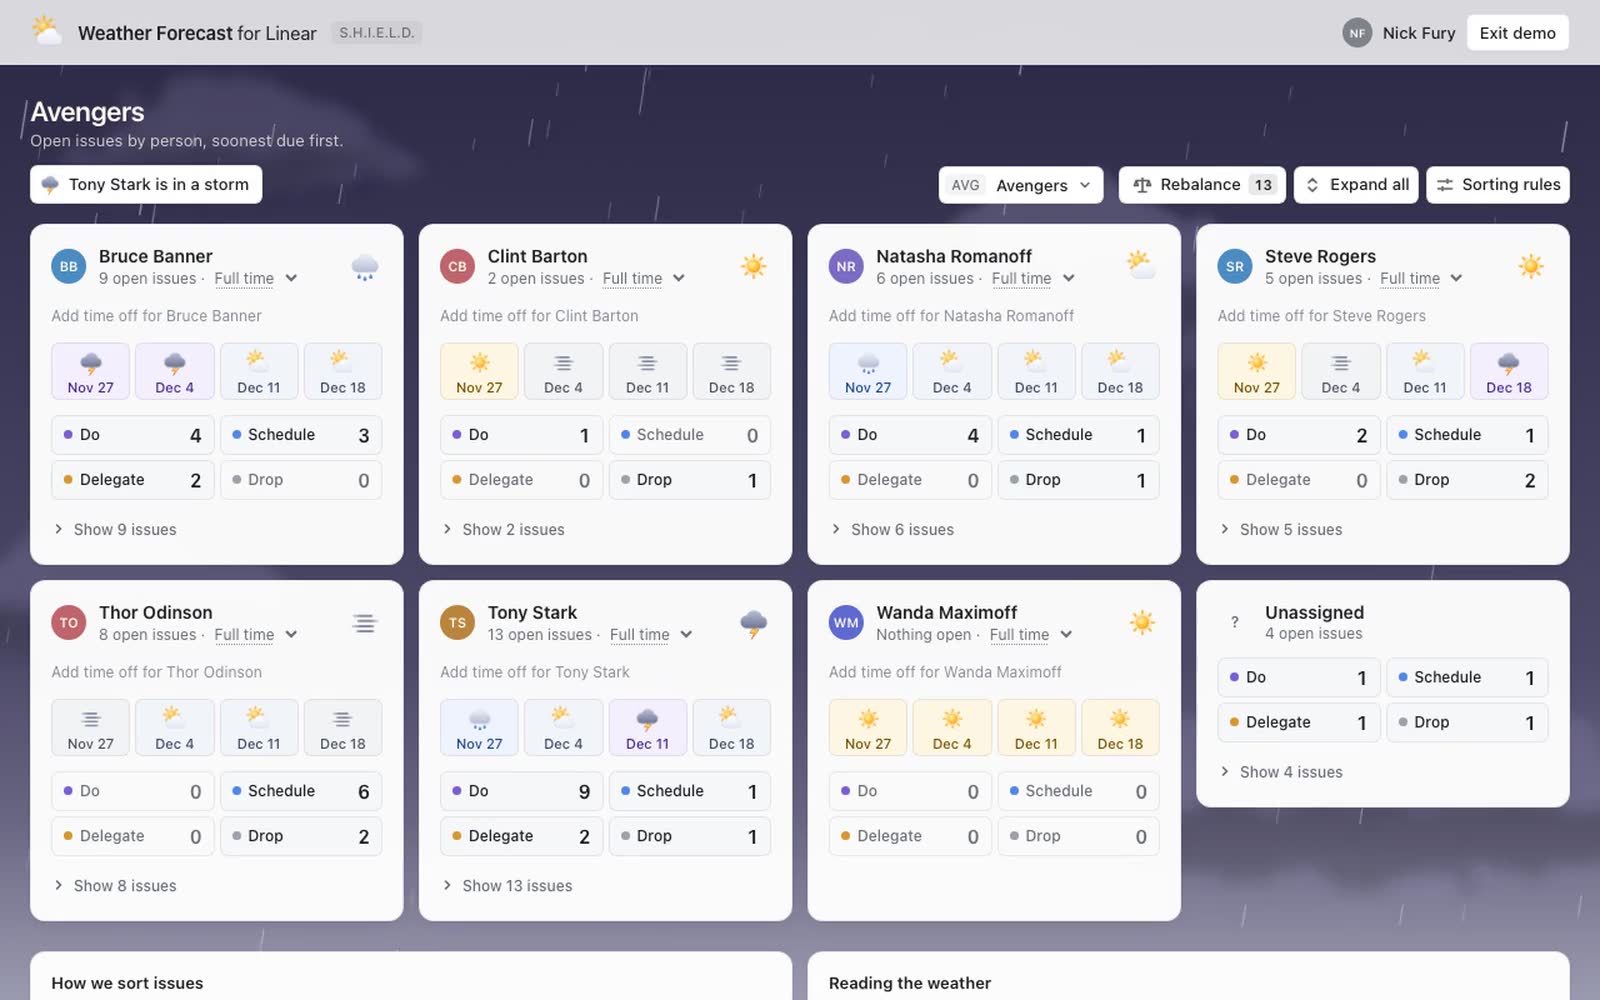 Weather Forecast for Linear S.H.I.E.L.D.
NF Nick Fury Exit demo
Avengers
Open issues by person, soonest due first.
Tony Stark is in a storm
AVG Avengers
Rebalance 13
Expand all
Sorting rules
BB Bruce Banner
9 open issues · Full time
Add time off for Bruce Banner
Nov 27 Dec 4 Dec 11 Dec 18
Do 4 Schedule 3
Delegate 2 Drop 0
Show 9 issues
CB Clint Barton
2 open issues · Full time
Add time off for Clint Barton
Nov 27 Dec 4 Dec 11 Dec 18
Do 1 Schedule 0
Delegate 0 Drop 1
Show 2 issues
NR Natasha Romanoff
6 open issues · Full time
Add time off for Natasha Romanoff
Nov 27 Dec 4 Dec 11 Dec 18
Do 4 Schedule 1
Delegate 0 Drop 1
Show 6 issues
SR Steve Rogers
5 open issues · Full time
Add time off for Steve Rogers
Nov 27 Dec 4 Dec 11 Dec 18
Do 2 Schedule 1
Delegate 0 Drop 2
Show 5 issues
TO Thor Odinson
8 open issues · Full time
Add time off for Thor Odinson
Nov 27 Dec 4 Dec 11 Dec 18
Do 0 Schedule 6
Delegate 0 Drop 2
Show 8 issues
TS Tony Stark
13 open issues · Full time
Add time off for Tony Stark
Nov 27 Dec 4 Dec 11 Dec 18
Do 9 Schedule 1
Delegate 2 Drop 1
Show 13 issues
WM Wanda Maximoff
Nothing open · Full time
Add time off for Wanda Maximoff
Nov 27 Dec 4 Dec 11 Dec 18
Do 0 Schedule 0
Delegate 0 Drop 0
? Unassigned
4 open issues
Do 1 Schedule 1
Delegate 1 Drop 1
Show 4 issues
How we sort issues
Reading the weather